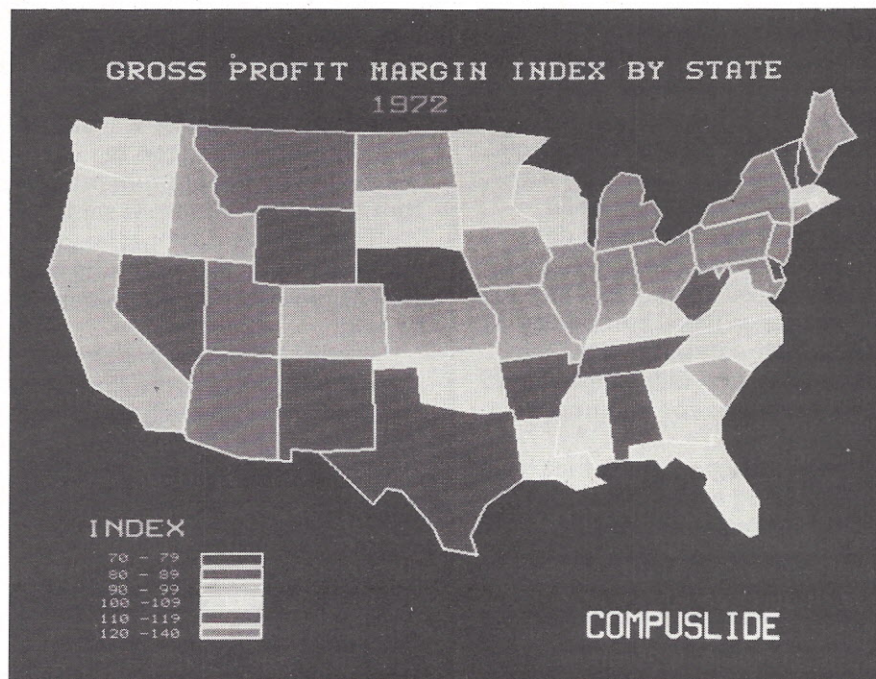 GROSS PROFIT MARGIN INDEX BY STATE
1972
INDEX
70 - 79
80 - 89
90 - 99
100 -109
110 -119
120 -140
COMPUSLIDE